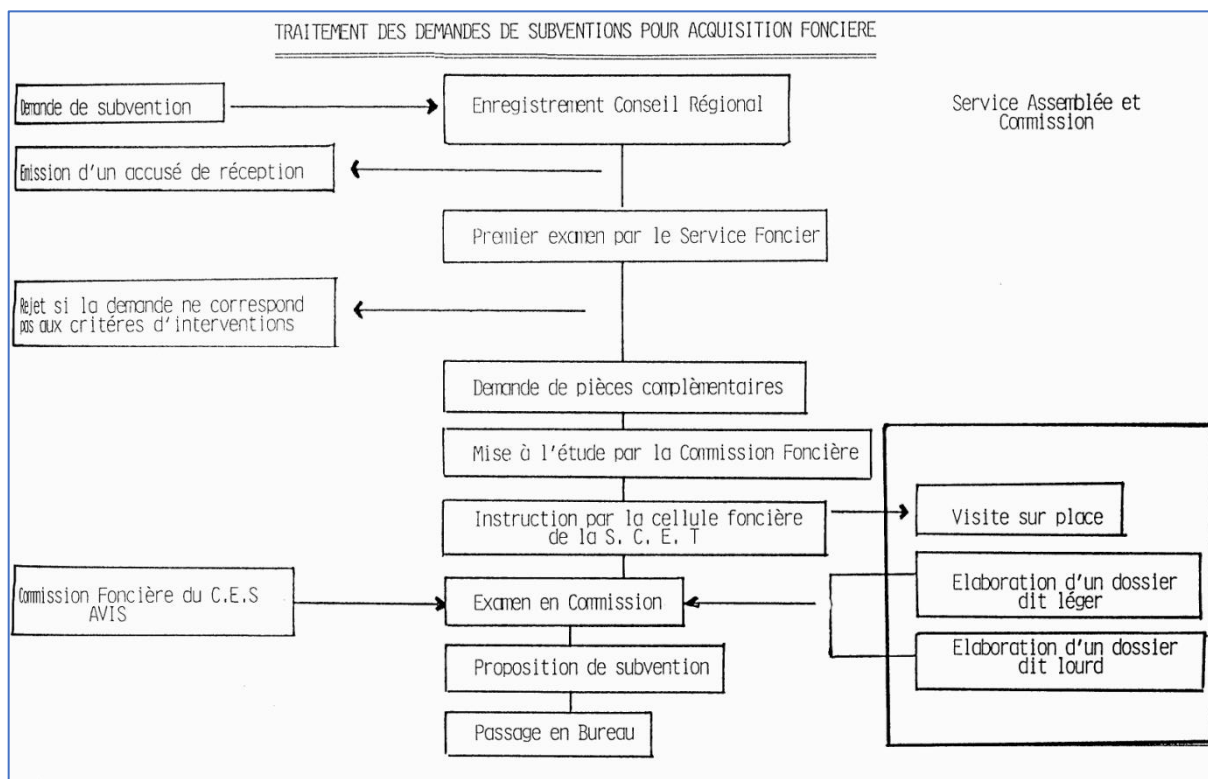 TRAITEMENT DES DEMANDES DE SUBVENTIONS POUR ACQUISITION FONCIERE
Demande de subvention
Enregistrement Conseil Régional
Service Assemblée et
Commission
Emission d'un accusé de réception
Premier examen par le Service Foncier
Rejet si la demande ne correspond
pas aux critéres d'interventions
Demande de pièces complèmentaires
Mise à l'étude par la Commission Foncière
Instruction par la cellule foncière
de la S. C. E. T
Visite sur place
Elaboration d'un dossier
dit léger
Commission Foncière du C.E.S
AVIS
Examen en Commission
Elaboration d'un dossier
dit lourd
Proposition de subvention
Passage en Bureau